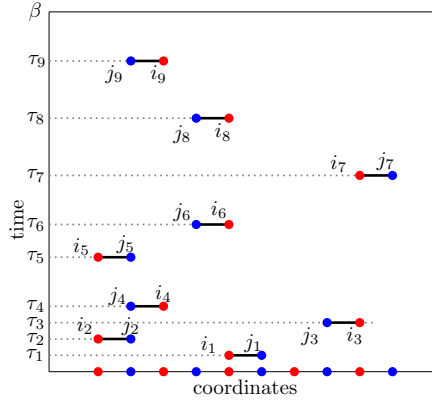 β
τ₉
j₉ i₉
τ₈
j₈ i₈
i₇ j₇
τ₇
j₆ i₆
τ₆
time
i₅ j₅
τ₅
j₄ i₄
τ₄
τ₃
i₂ j₂
j₃ i₃
τ₂
i₁ j₁
τ₁
coordinates